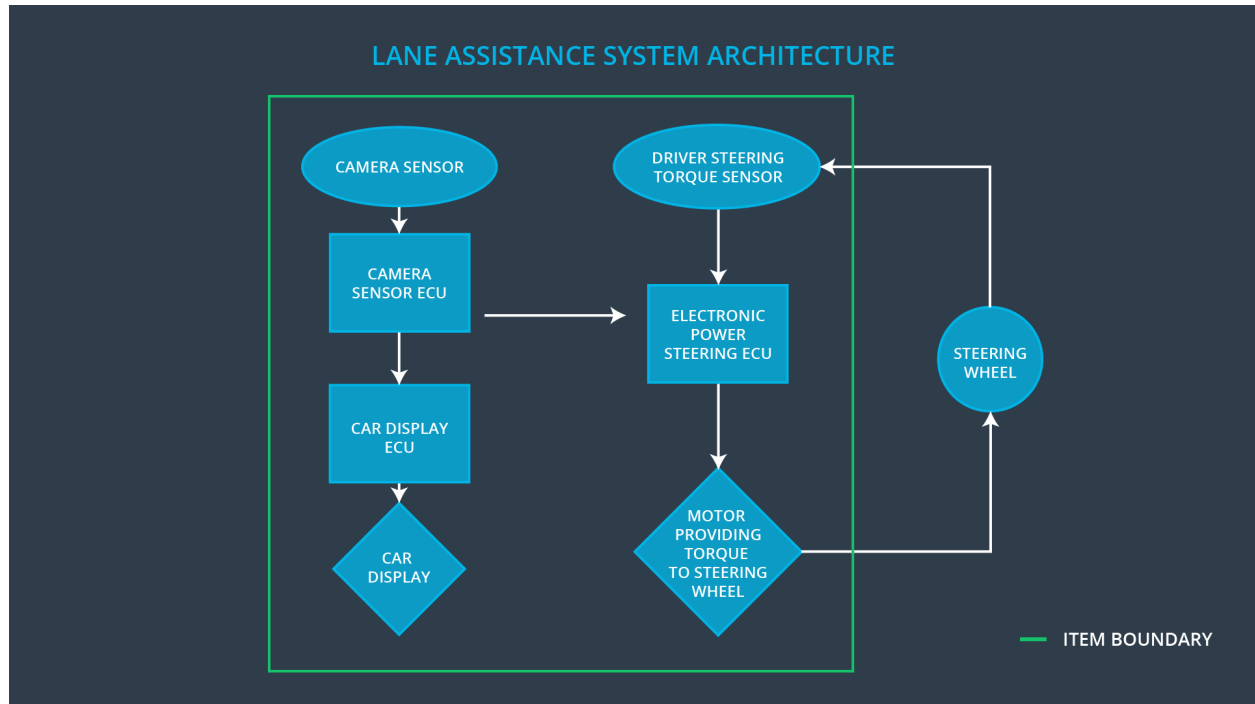 LANE ASSISTANCE SYSTEM ARCHITECTURE
CAMERA SENSOR
CAMERA
SENSOR ECU
CAR DISPLAY
ECU
CAR
DISPLAY
DRIVER STEERING
TORQUE SENSOR
ELECTRONIC
POWER
STEERING ECU
MOTOR
PROVIDING
TORQUE
TO STEERING
WHEEL
STEERING
WHEEL
ITEM BOUNDARY